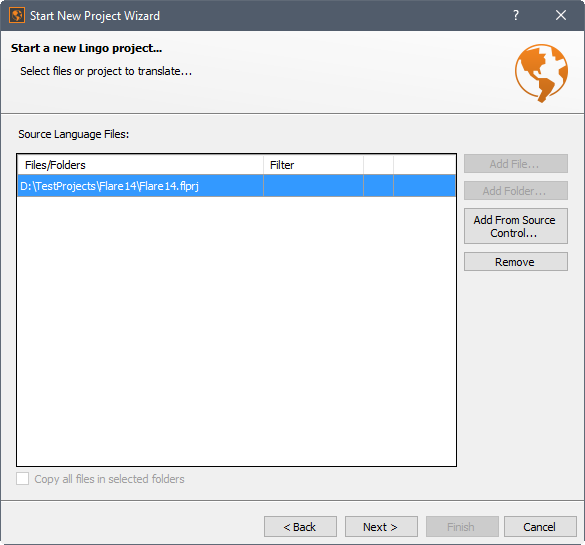 Start New Project Wizard
?
Start a new Lingo project...
Select files or project to translate...
Source Language Files:
Files/Folders Filter
D:\TestProjects\Flare14\Flare14.flprj
Add File...
Add Folder...
Add From Source
Control...
Remove
Copy all files in selected folders
< Back Next > Finish Cancel